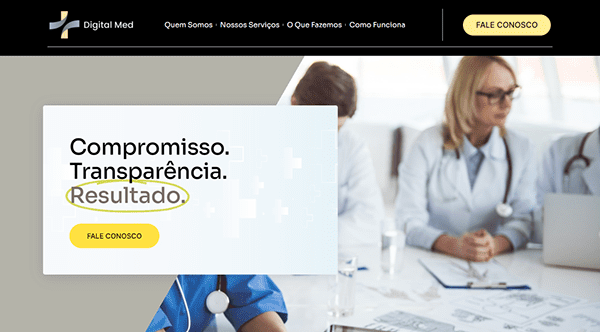 Digital Med
Quem Somos · Nossos Serviços · O Que Fazemos · Como Funciona
FALE CONOSCO
Compromisso.
Transparência.
Resultado.
FALE CONOSCO